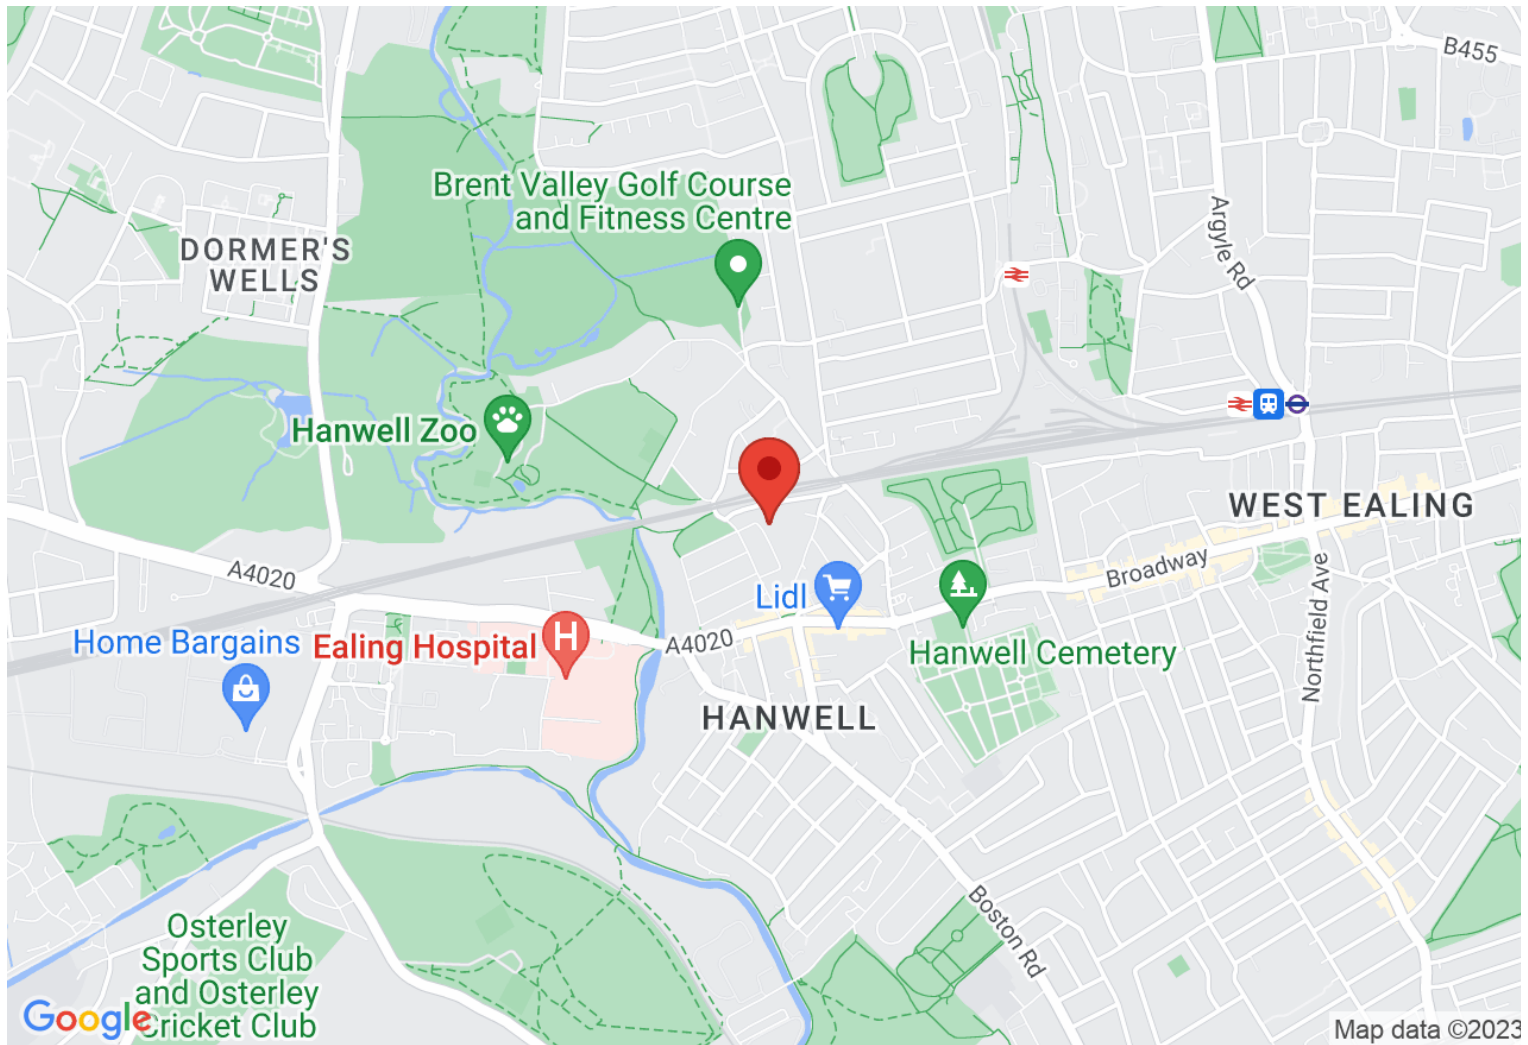 B455
Brent Valley Golf Course
and Fitness Centre
Argyle Rd
DORMER'S
WELLS
Hanwell Zoo
WEST EALING
A4020
Broadway
Lidl
Northfield Ave
Home Bargains
Ealing Hospital
H
A4020
Hanwell Cemetery
HANWELL
Boston Rd
Osterley
Sports Club
and Osterley
Cricket Club
Google
Map data ©2023